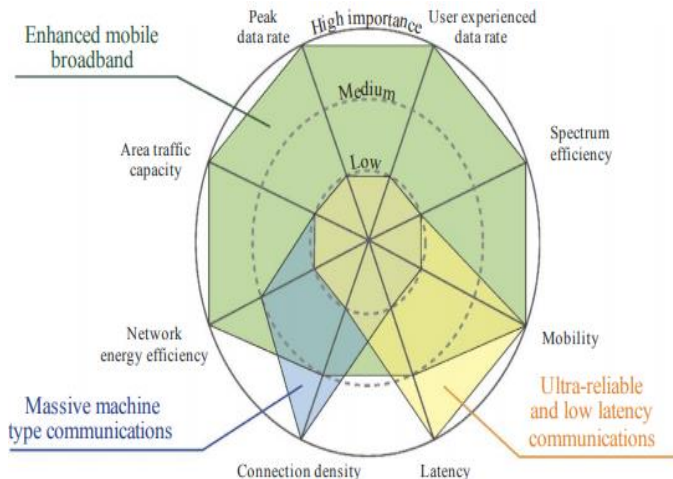 Peak
data rate
High importance
User experienced
data rate
Enhanced mobile
broadband
Medium
Area traffic
capacity
Low
Spectrum
efficiency
Network
energy efficiency
Mobility
Massive machine
type communications
Ultra-reliable
and low latency
communications
Connection density
Latency